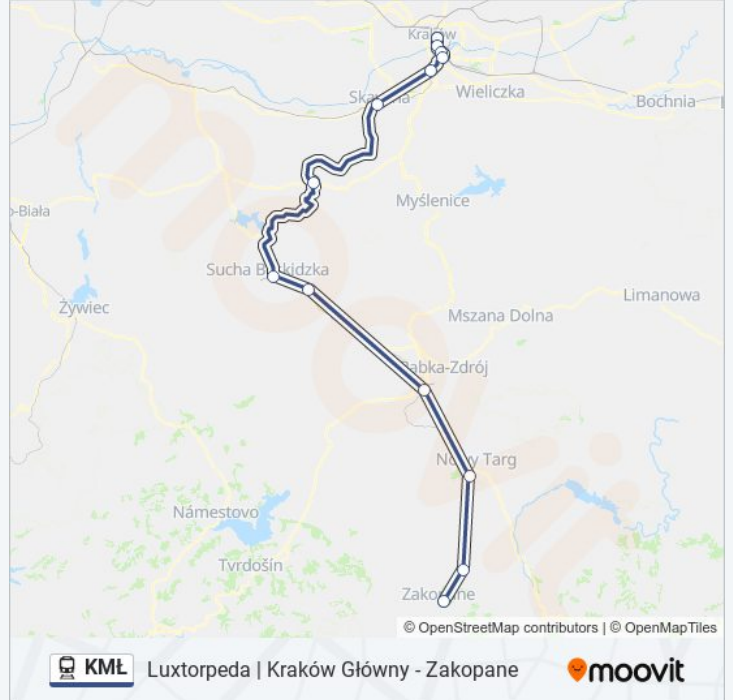 Kraków
Skawina
Wieliczka
Bochnia
Myślenice
o-Biała
Sucha Beskidzka
Żywiec
Limanowa
Mszana Dolna
Rabka-Zdrój
Nowy Targ
Námestovo
Tvrdošín
Zakopane
© OpenStreetMap contributors | © OpenMapTiles
moovit
KMŁ Luxtorpeda | Kraków Główny - Zakopane
moovit